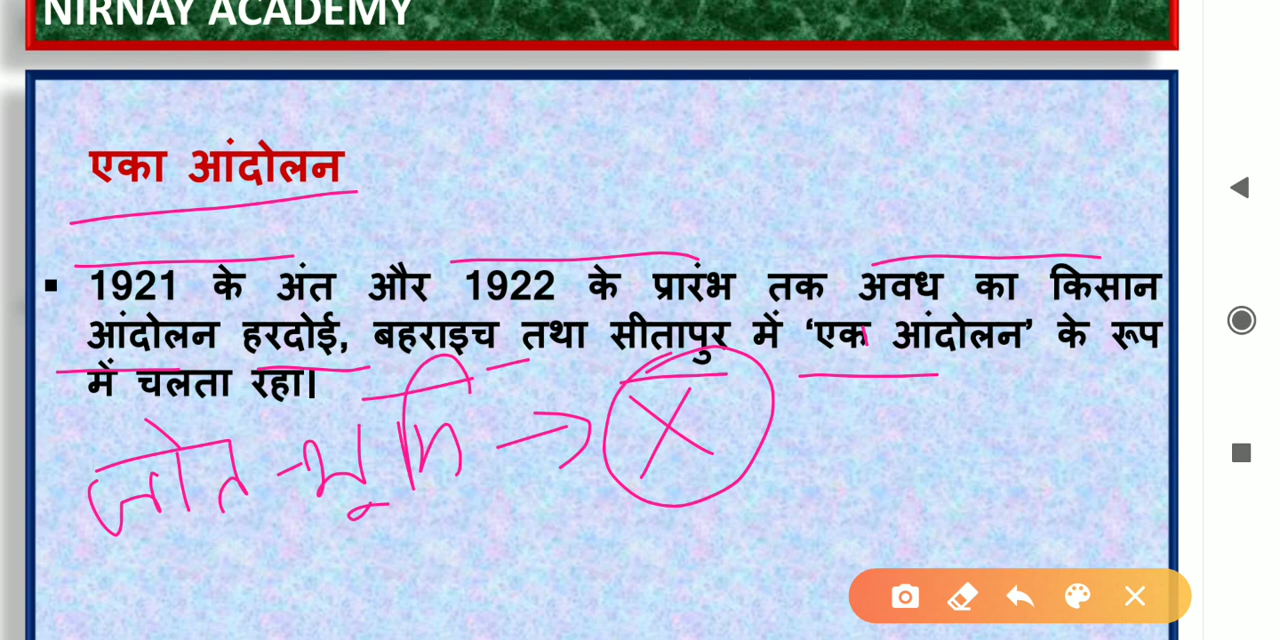 NIRNAY ACADEMY
एका आंदोलन
▪ 1921 के अंत और 1922 के प्रारंभ तक अवध का किसान
आंदोलन हरदोई, बहराइच तथा सीतापुर में ‘एक आंदोलन’ के रूप
में चलता रहा।
जोत -भूमि → X